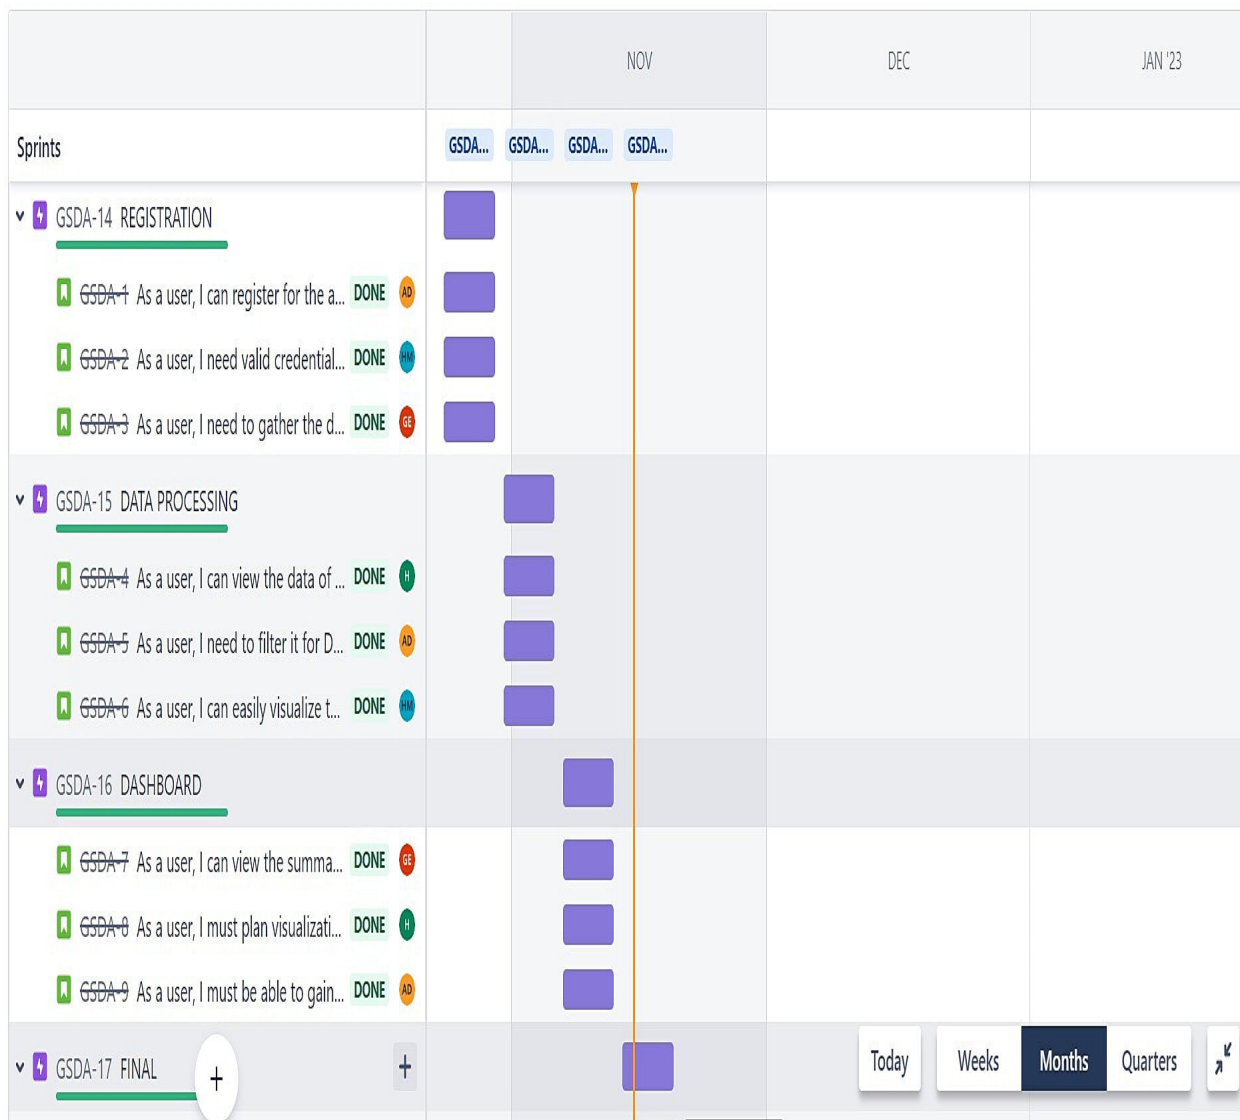 NOV DEC JAN '23
Sprints GSDA... GSDA... GSDA... GSDA...
GSDA-14 REGISTRATION
GSDA-1 As a user, I can register for the a... DONE AD
GSDA-2 As a user, I need valid credential... DONE HM
GSDA-3 As a user, I need to gather the d... DONE GE
GSDA-15 DATA PROCESSING
GSDA-4 As a user, I can view the data of ... DONE H
GSDA-5 As a user, I need to filter it for D... DONE AD
GSDA-6 As a user, I can easily visualize t... DONE HM
GSDA-16 DASHBOARD
GSDA-7 As a user, I can view the summa... DONE GE
GSDA-8 As a user, I must plan visualizati... DONE H
GSDA-9 As a user, I must be able to gain... DONE AD
GSDA-17 FINAL + + Today Weeks Months Quarters